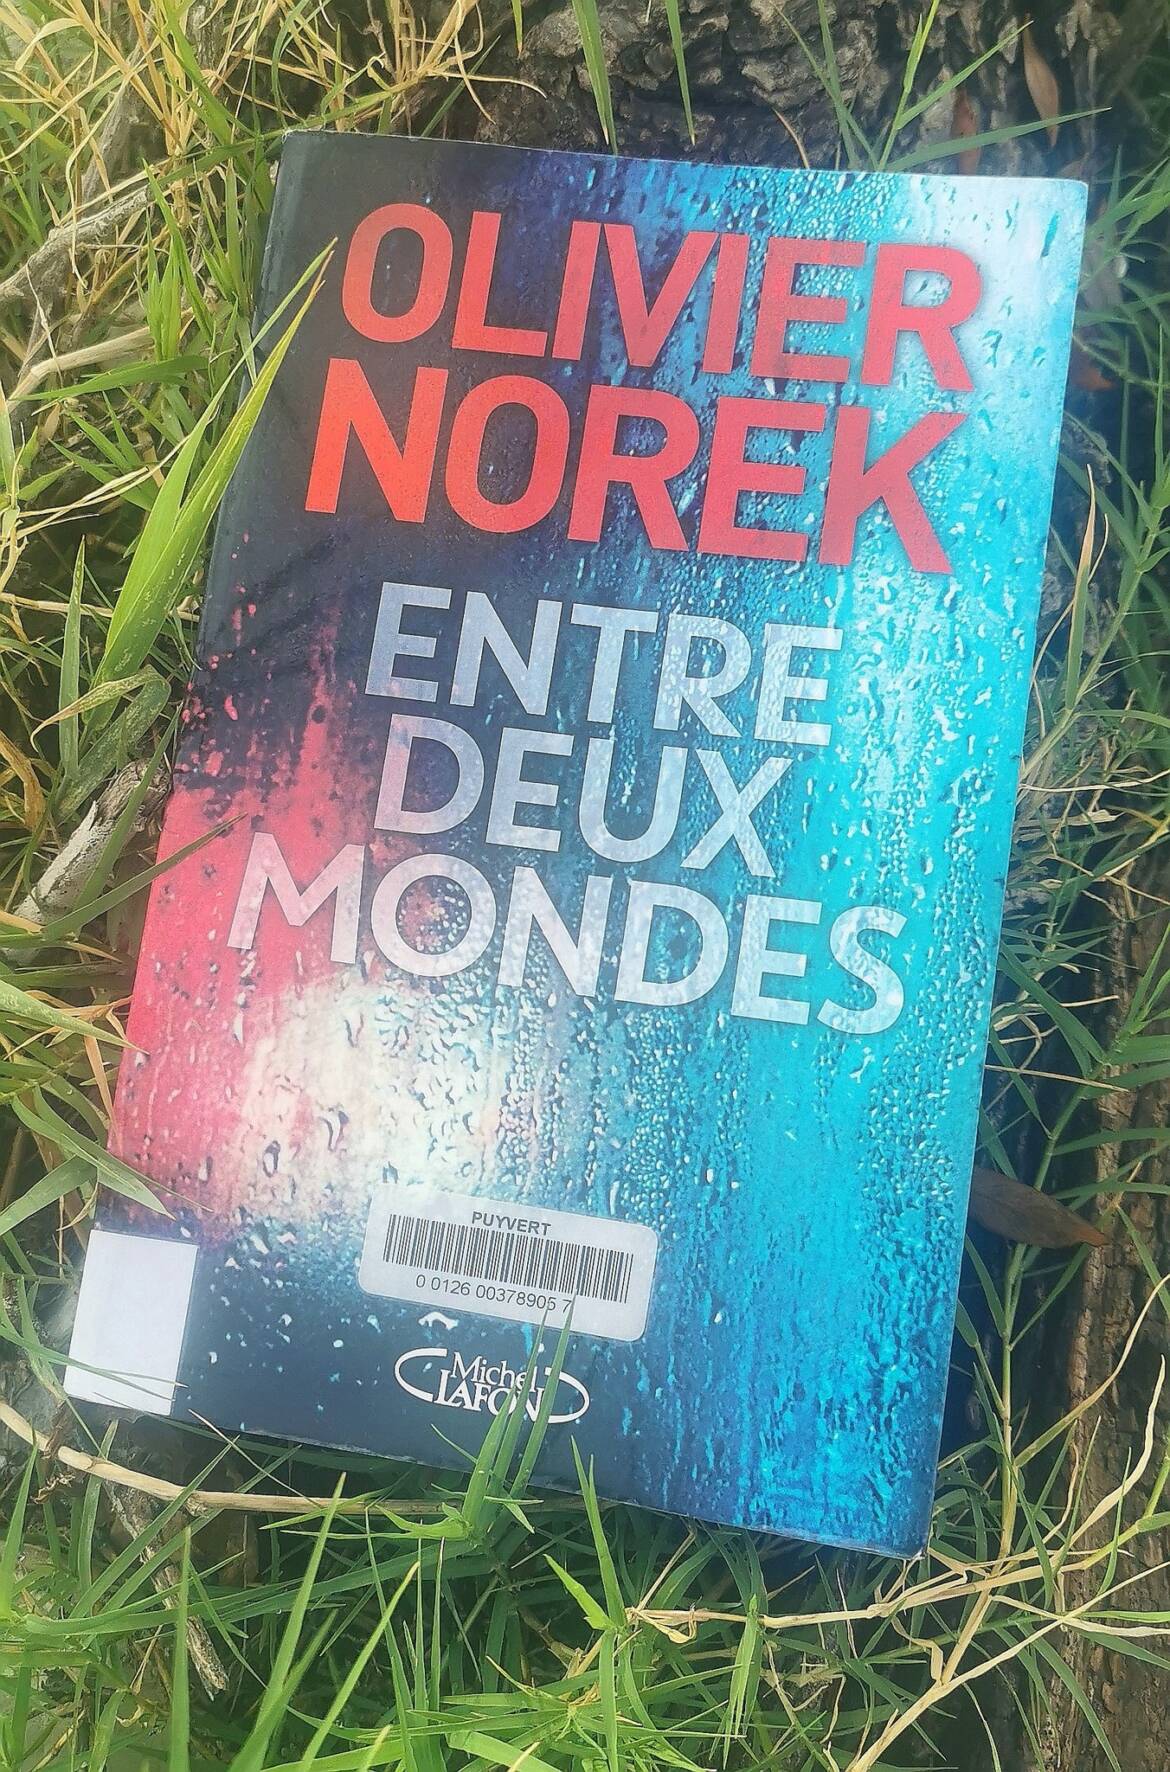 OLIVIER
NOREK
ENTRE
DEUX
MONDES
PUYVERT
0 0126 00378905 7
Michel
LAFON